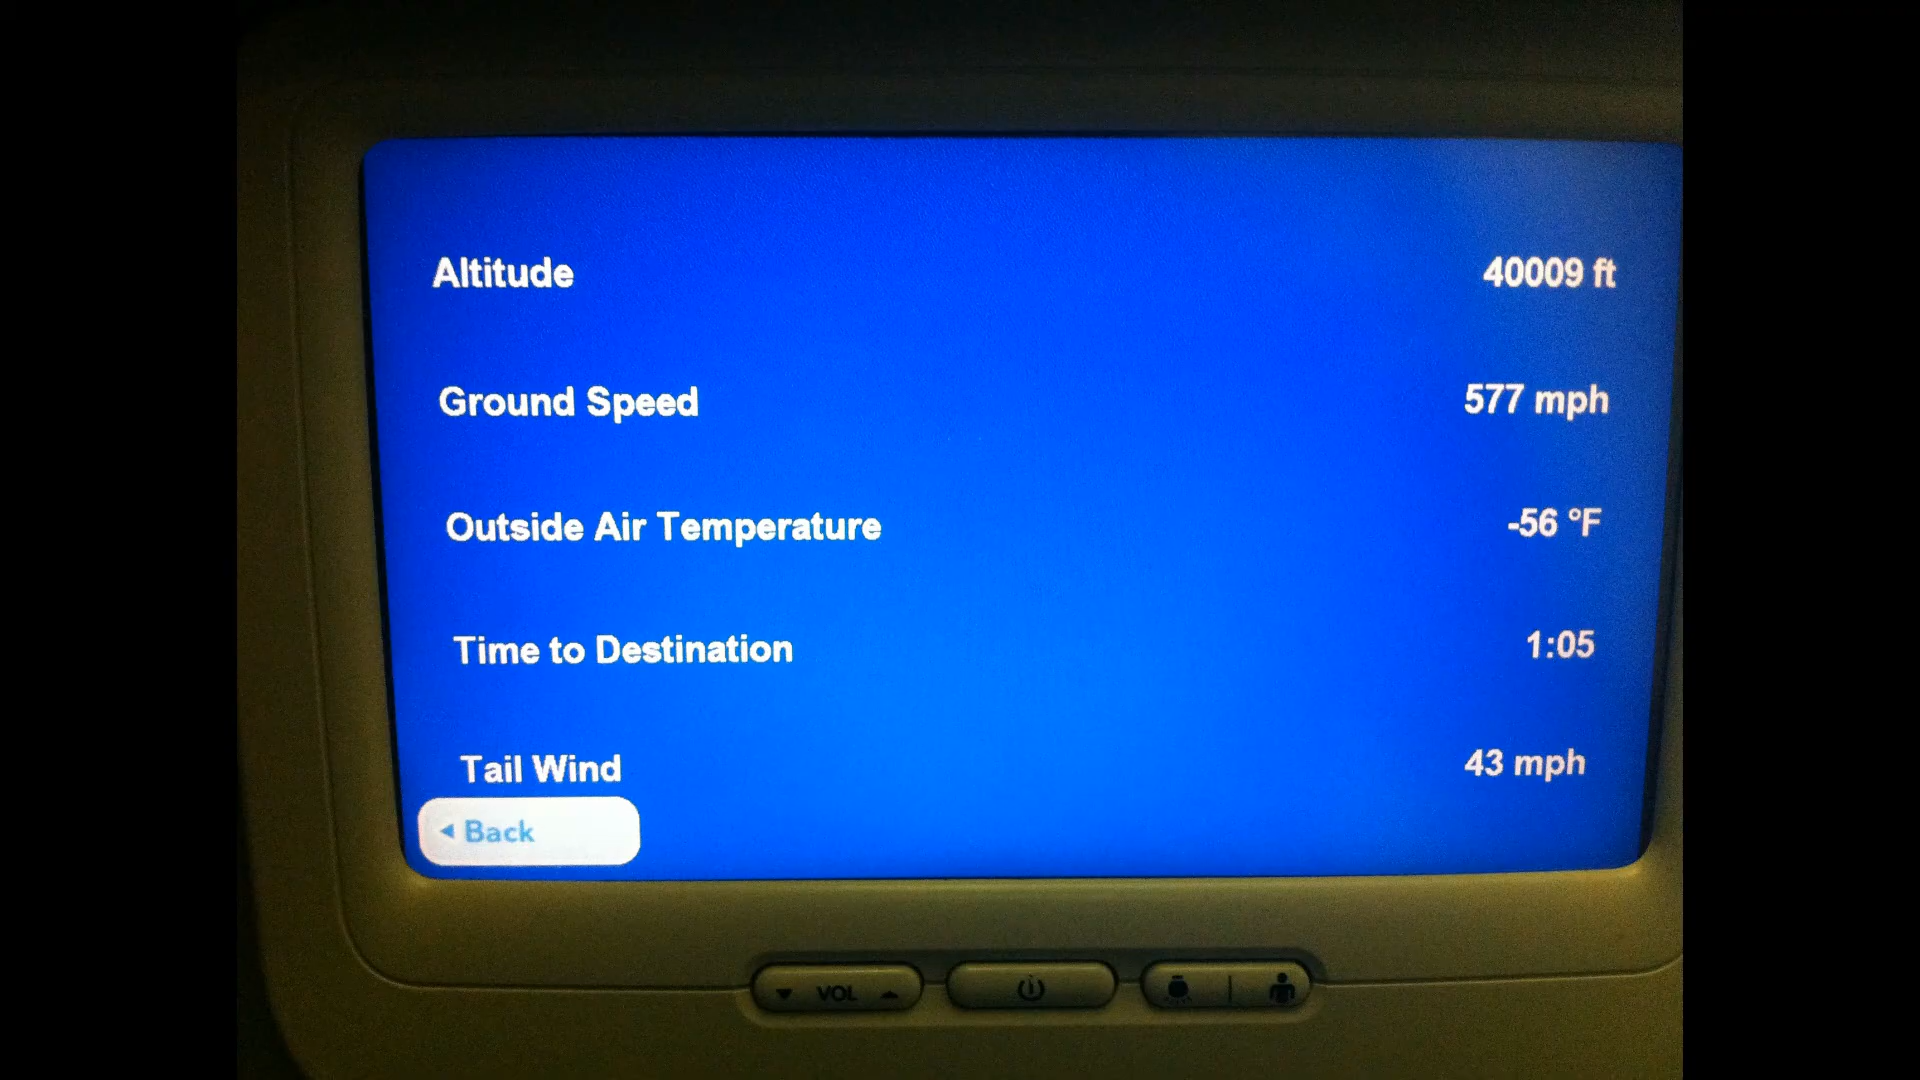 Altitude 40009 ft
Ground Speed 577 mph
Outside Air Temperature -56 °F
Time to Destination 1:05
Tail Wind 43 mph
Back
VOL